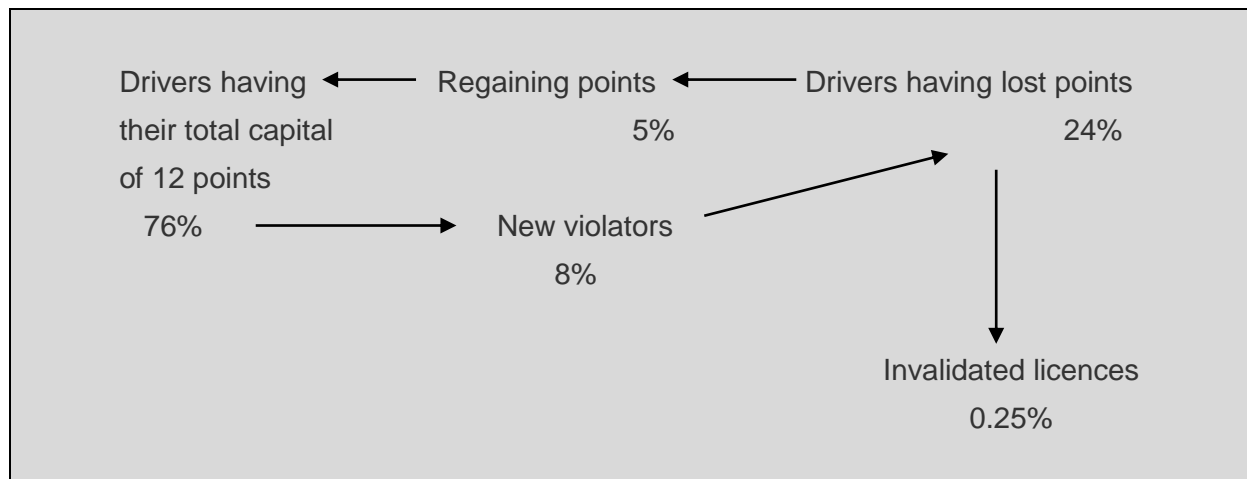 Drivers having
their total capital
of 12 points
76%
Regaining points
5%
Drivers having lost points
24%
New violators
8%
Invalidated licences
0.25%